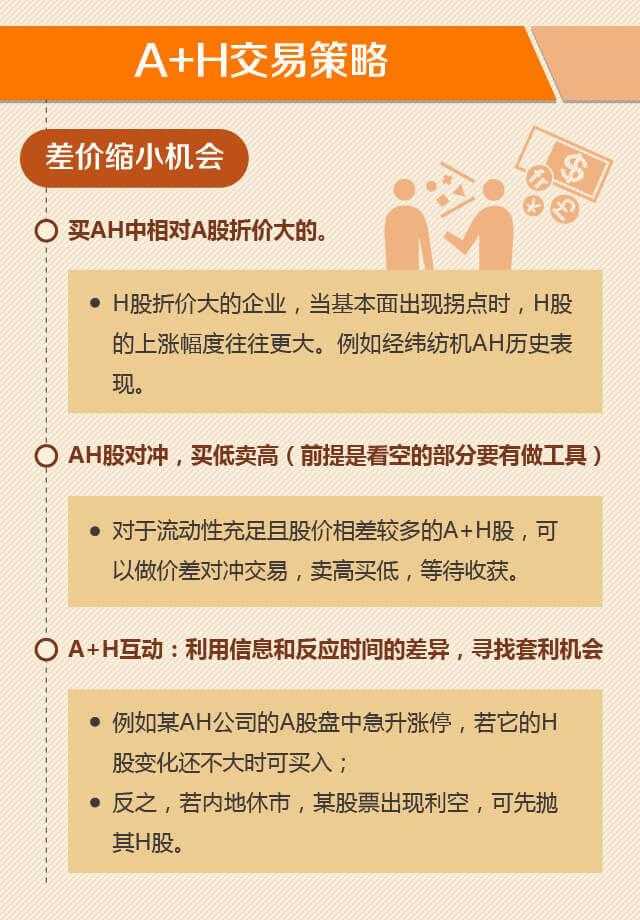 A+H交易策略
差价缩小机会
买AH中相对A股折价大的。
H股折价大的企业，当基本面出现拐点时，H股
的上涨幅度往往更大。例如经纬纺机AH历史表
现。
AH股对冲，买低卖高（前提是看空的部分要有做工具）
对于流动性充足且股价相差较多的A+H股，可
以做价差对冲交易，卖高买低，等待收获。
A+H互动：利用信息和反应时间的差异，寻找套利机会
例如某AH公司的A股盘中急升涨停，若它的H
股变化还不大时可买入；
反之，若内地休市，某股票出现利空，可先抛
其H股。